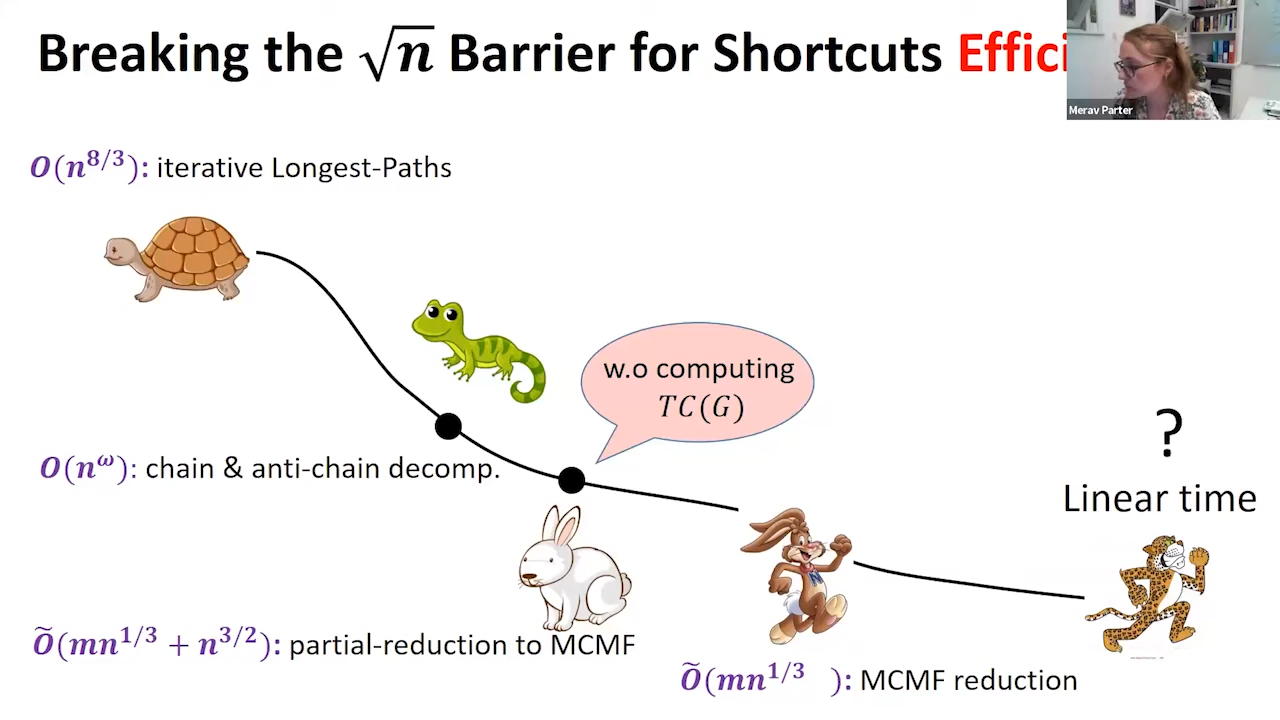 Breaking the √n Barrier for Shortcuts Effici
Merav Parter
O(n^{8/3}): iterative Longest-Paths
w.o computing
TC(G)
?
Linear time
O(n^ω): chain & anti-chain decomp.
Õ(mn^{1/3} + n^{3/2}): partial-reduction to MCMF
Õ(mn^{1/3} ): MCMF reduction